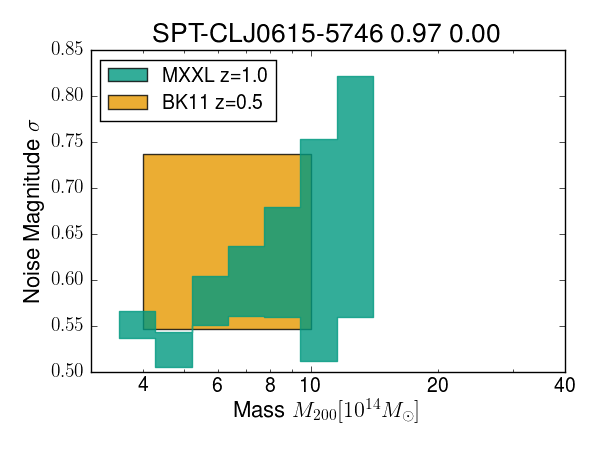 SPT-CLJ0615-5746 0.97 0.00
0.85
0.80
0.75
0.70
0.65
0.60
0.55
0.50
Noise Magnitude σ
MXXL z=1.0
BK11 z=0.5
4 6 8 10 20 40
Mass M₂₀₀[10¹⁴M☉]